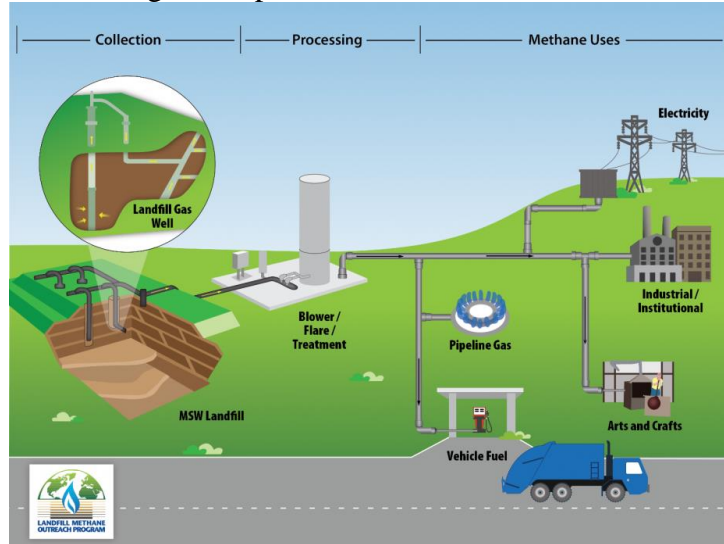 Collection
Processing
Methane Uses
Electricity
Landfill Gas
Well
Industrial /
Institutional
Blower /
Flare /
Treatment
Pipeline Gas
MSW Landfill
Arts and Crafts
Vehicle Fuel
LANDFILL METHANE
OUTREACH PROGRAM